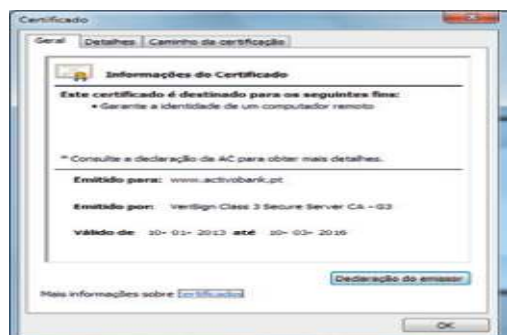 Certificado
Geral
Detalhes
Caminho da certificação
Informações do Certificado
Este certificado é destinado para os seguintes fins:
• Garante a identidade de um computador remoto
* Consulte a declaração da AC para obter mais detalhes.
Emitido para: www.activobank.pt
Emitido por: VeriSign Class 3 Secure Server CA - G3
Válido de 10- 01- 2013 até 10- 03- 2016
Declaração do emissor
Mais informações sobre certificados
OK